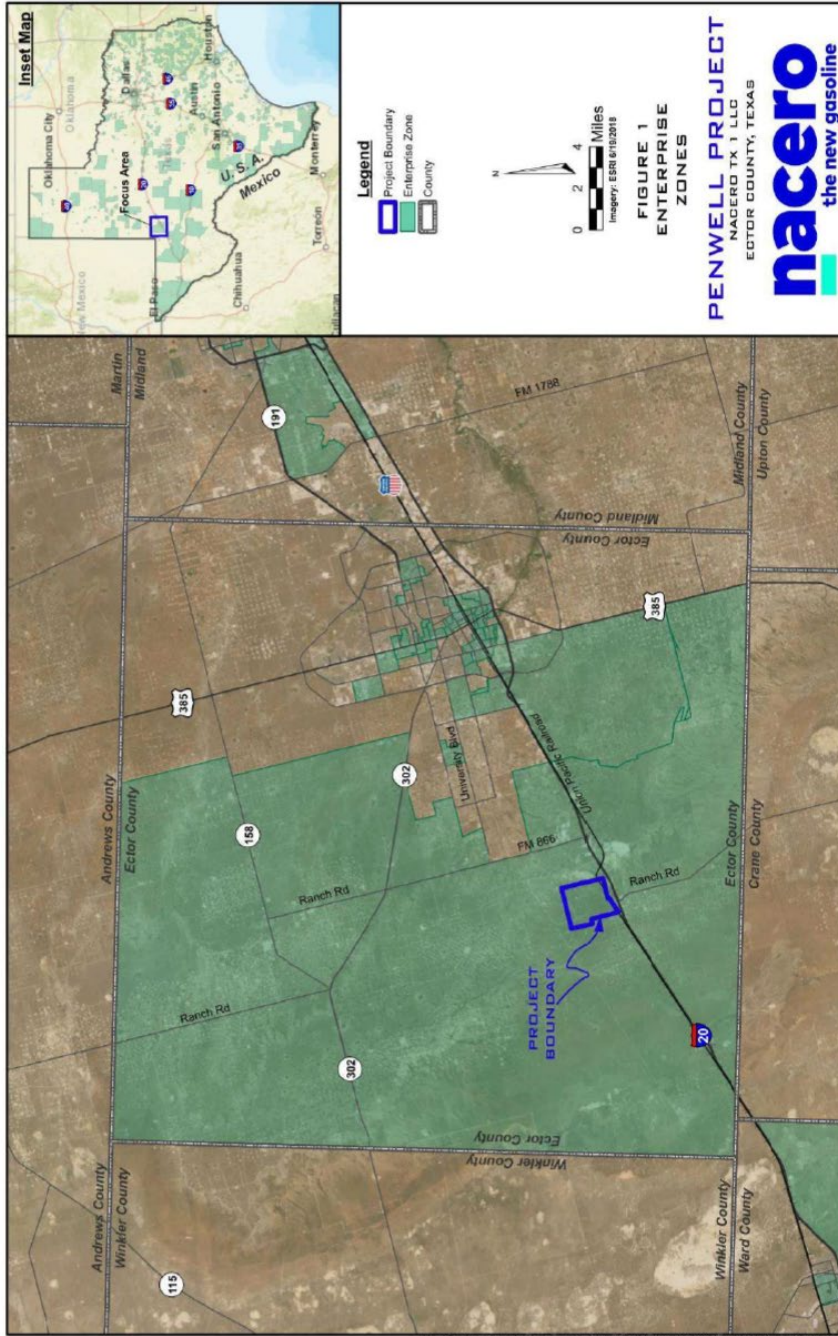 Andrews County
Winkler County
Andrews County
Ector County
Martin
Midland
115
385
191
158
Ranch Rd
Ranch Rd
302
302
University Blvd
FM 866
FM 1788
Union Pacific Railroad
Winkler County
Ector County
Ector County
Midland County
PROJECT
BOUNDARY
Ranch Rd
385
20
Winkler County
Ward County
Ector County
Crane County
Midland County
Upton County
Inset Map
Oklahoma City
Oklahoma
New Mexico
Focus Area
Dallas
Texas
El Paso
Austin
Houston
San Antonio
U. S. A.
Mexico
Chihuahua
Monterrey
Torreon
Legend
Project Boundary
Enterprise Zone
County
N
0 2 4
Miles
Imagery: ESRI 6/19/2018
FIGURE 1
ENTERPRISE
ZONES
PENWELL PROJECT
NACERO TX 1 LLC
ECTOR COUNTY, TEXAS
nacero
the new gasoline